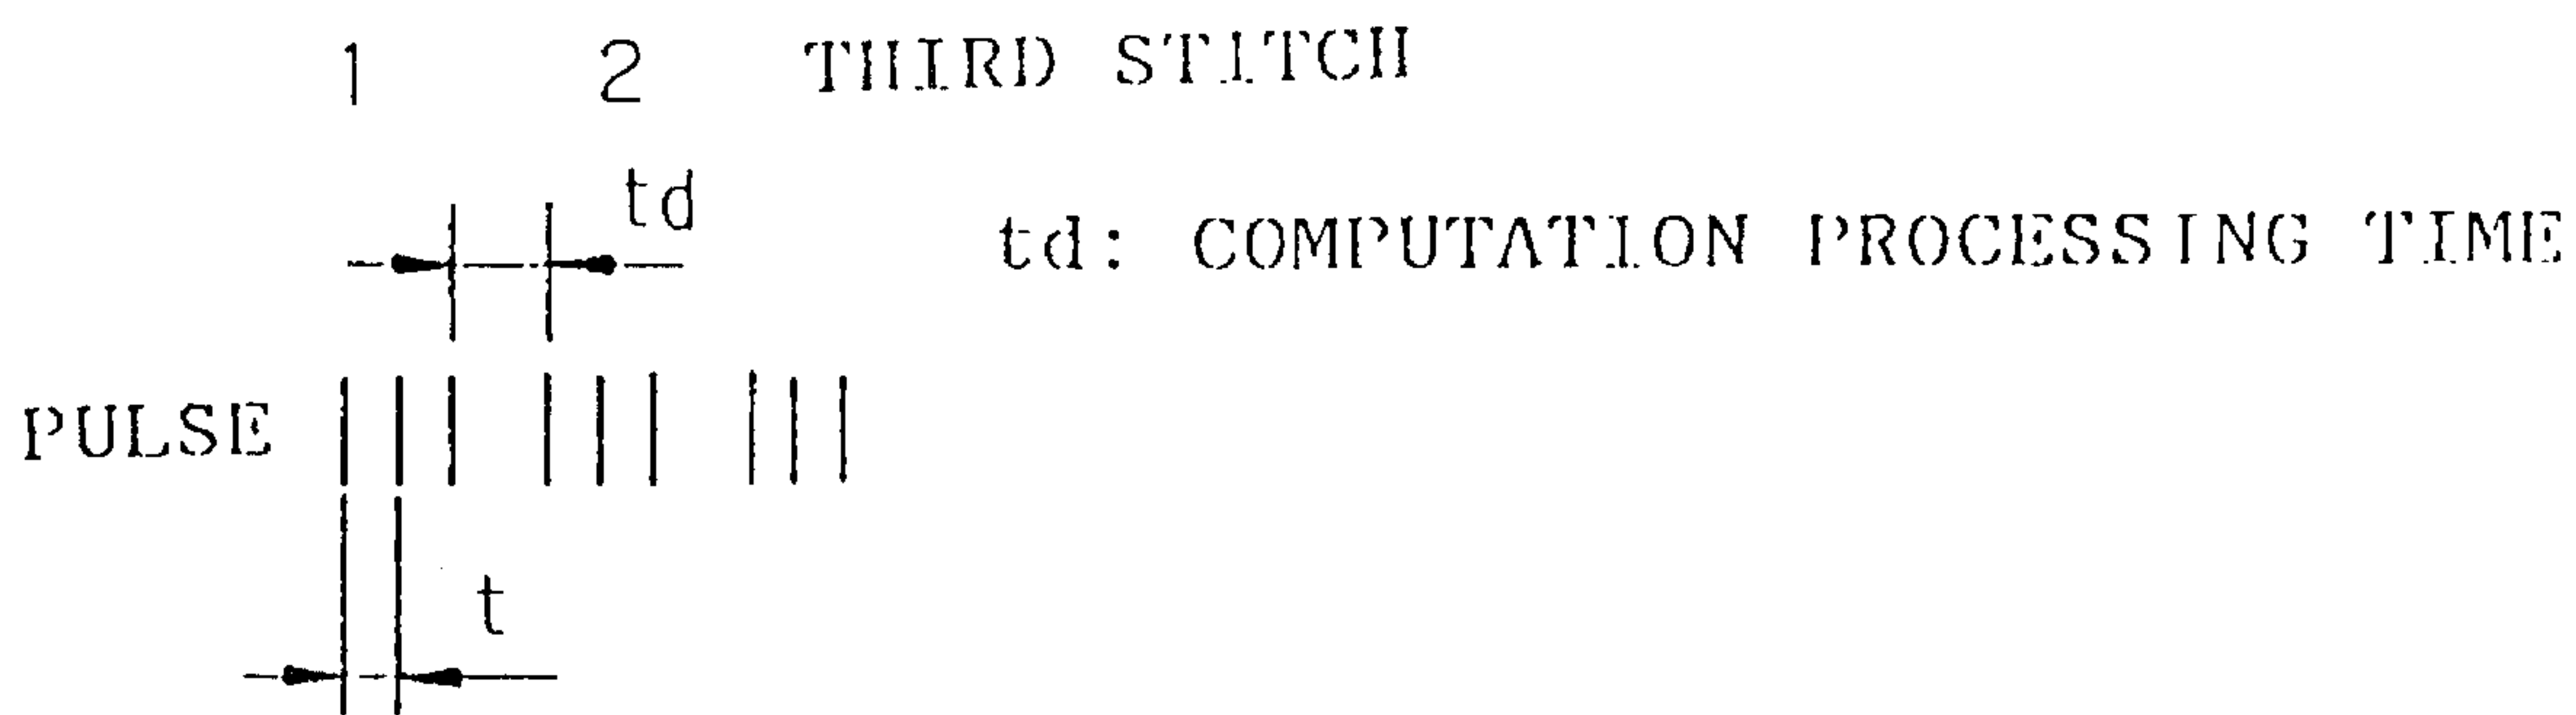 1 2 THIRD STITCH
td
td: COMPUTATION PROCESSING TIME
PULSE
t